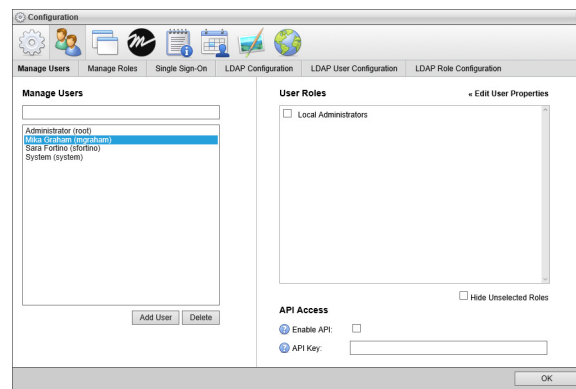 Configuration
Manage Users Manage Roles Single Sign-On LDAP Configuration LDAP User Configuration LDAP Role Configuration
Manage Users
Administrator (root)
Mika Graham (mgraham)
Sara Fortino (sfortino)
System (system)
Add User Delete
User Roles « Edit User Properties
Local Administrators
Hide Unselected Roles
API Access
Enable API:
API Key:
OK